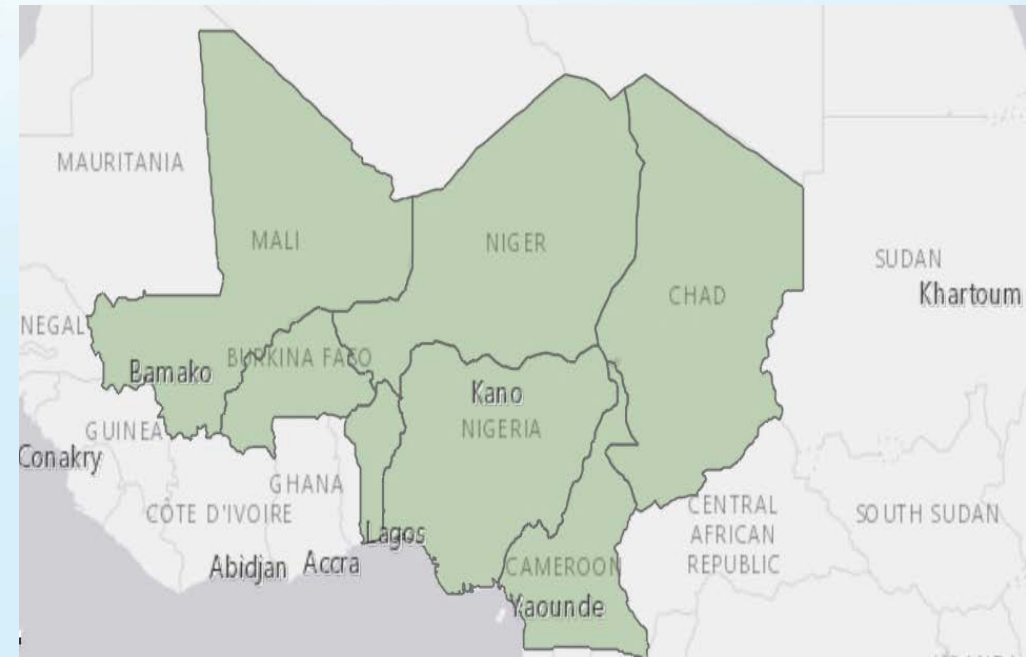 MAURITANIA
MALI
NIGER
CHAD
SUDAN
Khartoum
NEGAL
Bamako
BURKINA FASO
Kano
NIGERIA
GUINEA
Conakry
GHANA
CÔTE D'IVOIRE
Lagos
Abidjan
Accra
CENTRAL
AFRICAN
REPUBLIC
SOUTH SUDAN
CAMEROON
Yaounde